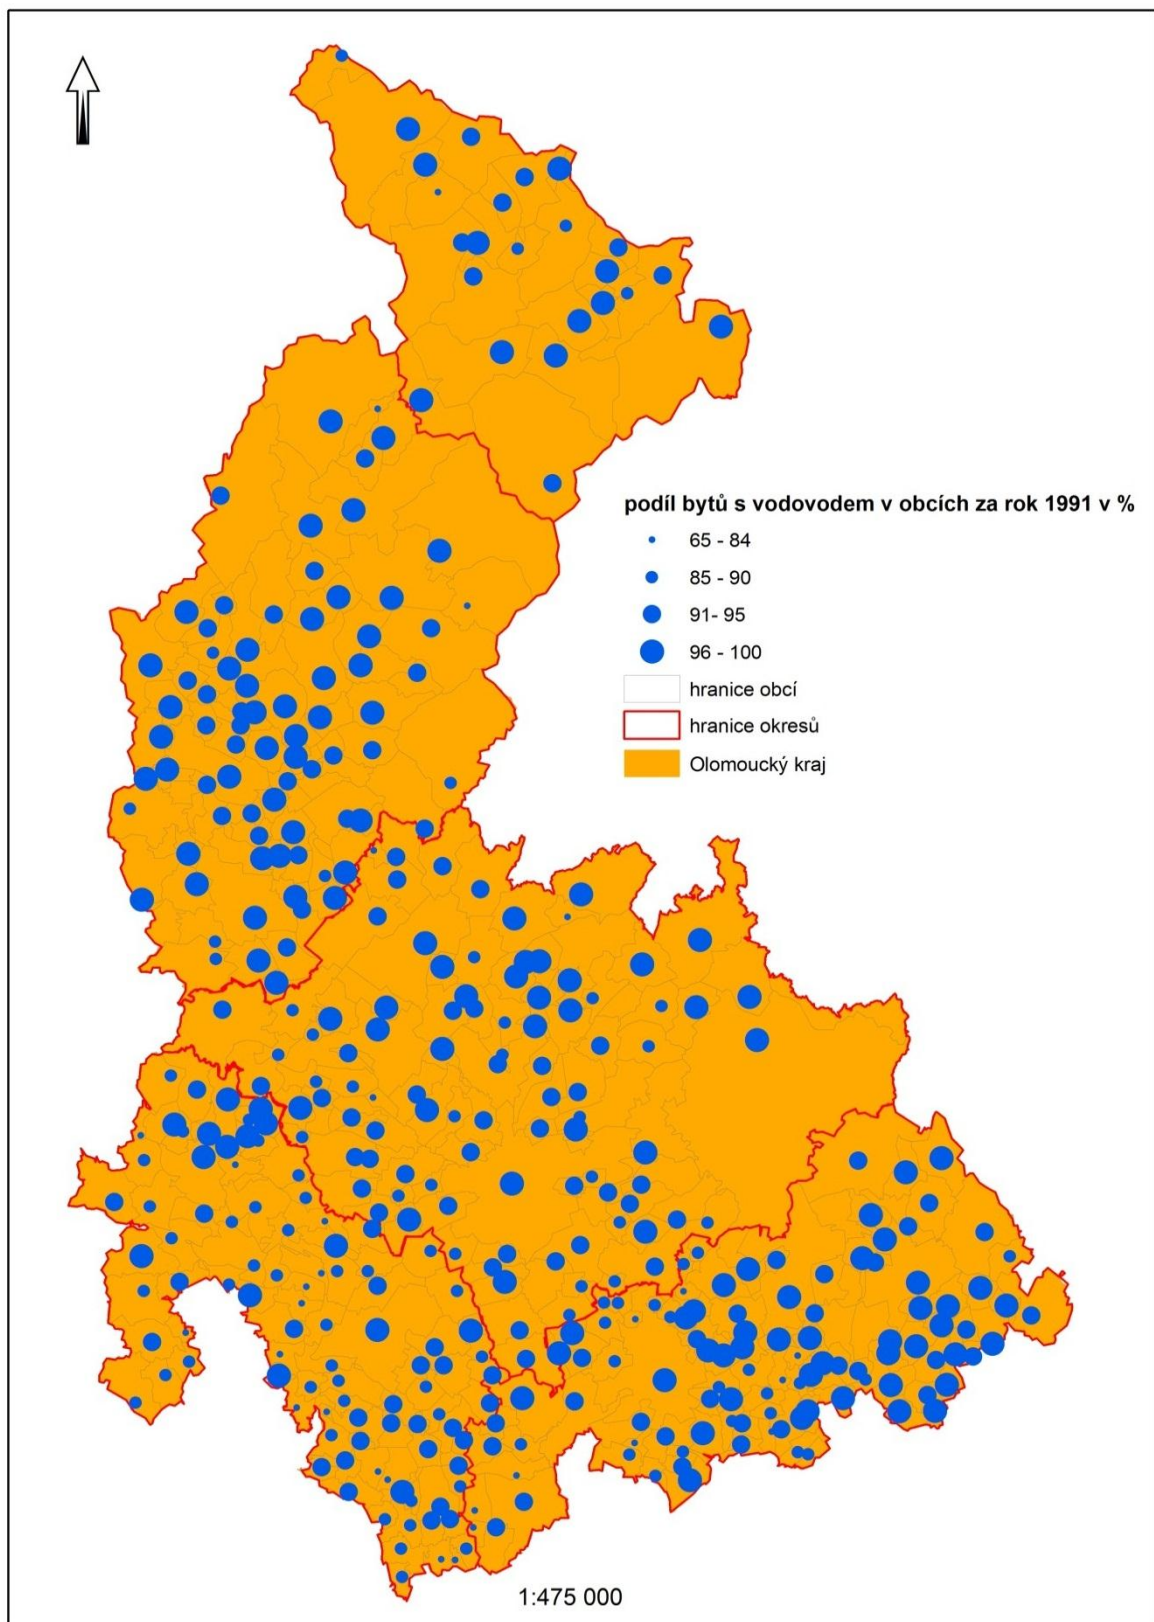 podíl bytů s vodovodem v obcích za rok 1991 v %
65 - 84
85 - 90
91- 95
96 - 100
hranice obcí
hranice okresů
Olomoucký kraj
1:475 000